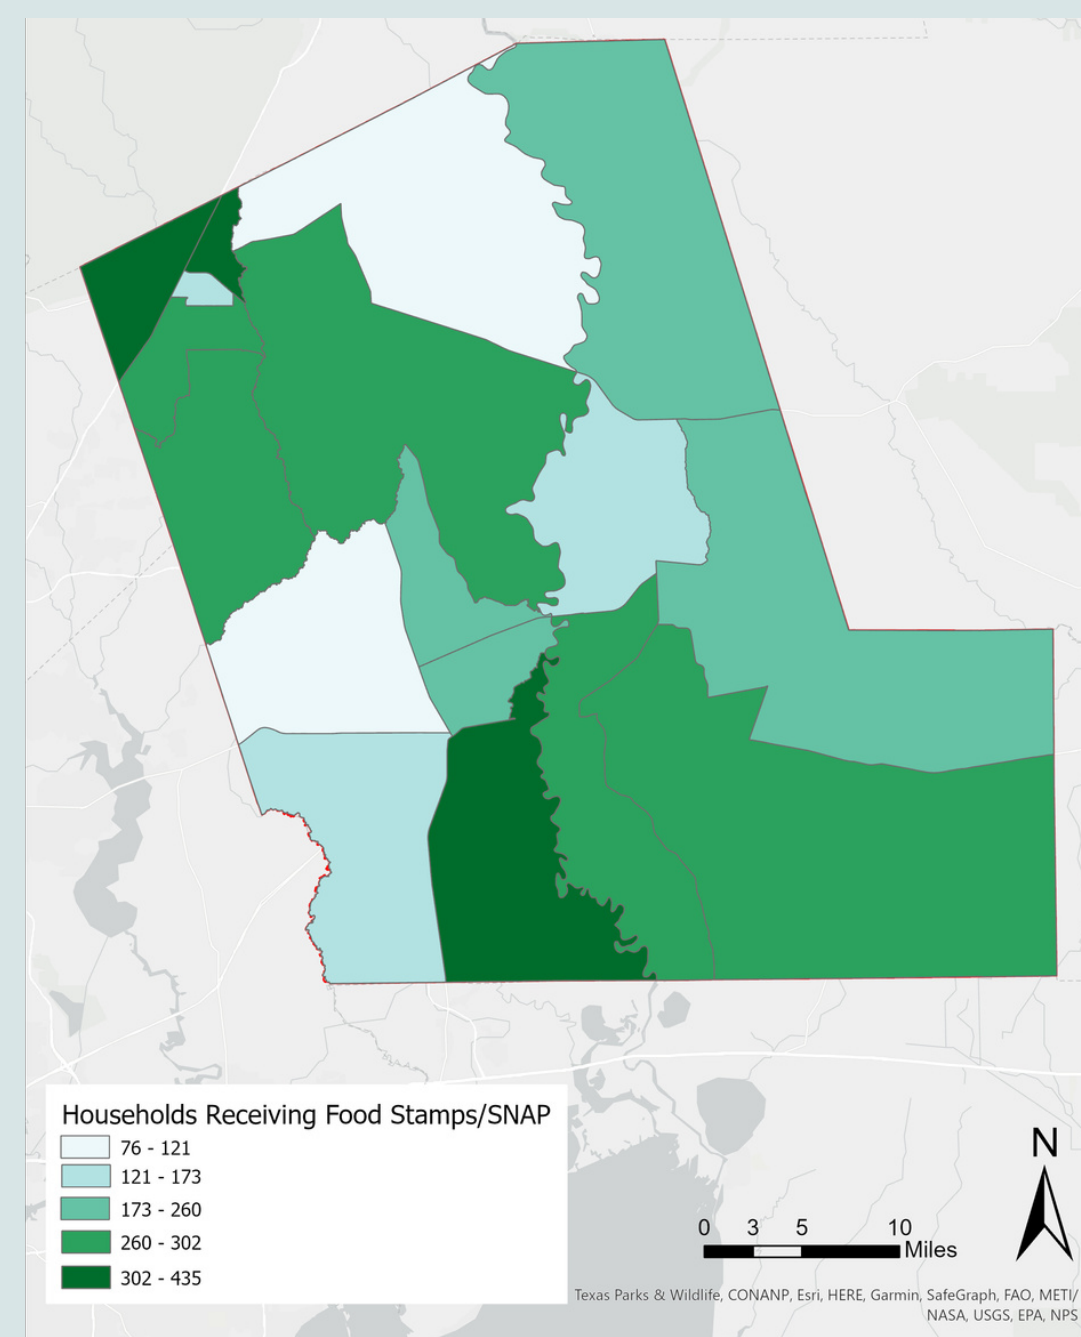 Households Receiving Food Stamps/SNAP
76 - 121
121 - 173
173 - 260
260 - 302
302 - 435
N
0 3 5 10
Miles
Texas Parks & Wildlife, CONANP, Esri, HERE, Garmin, SafeGraph, FAO, METI/
NASA, USGS, EPA, NPS